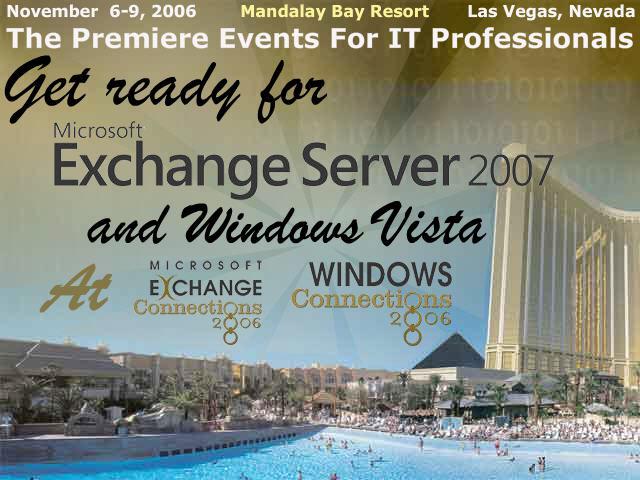 November 6-9, 2006 Mandalay Bay Resort Las Vegas, Nevada
The Premiere Events For IT Professionals
Get ready for
Microsoft
Exchange Server 2007
and Windows Vista
At
MICROSOFT
EXCHANGE
Connections
2006
WINDOWS
Connections
2006